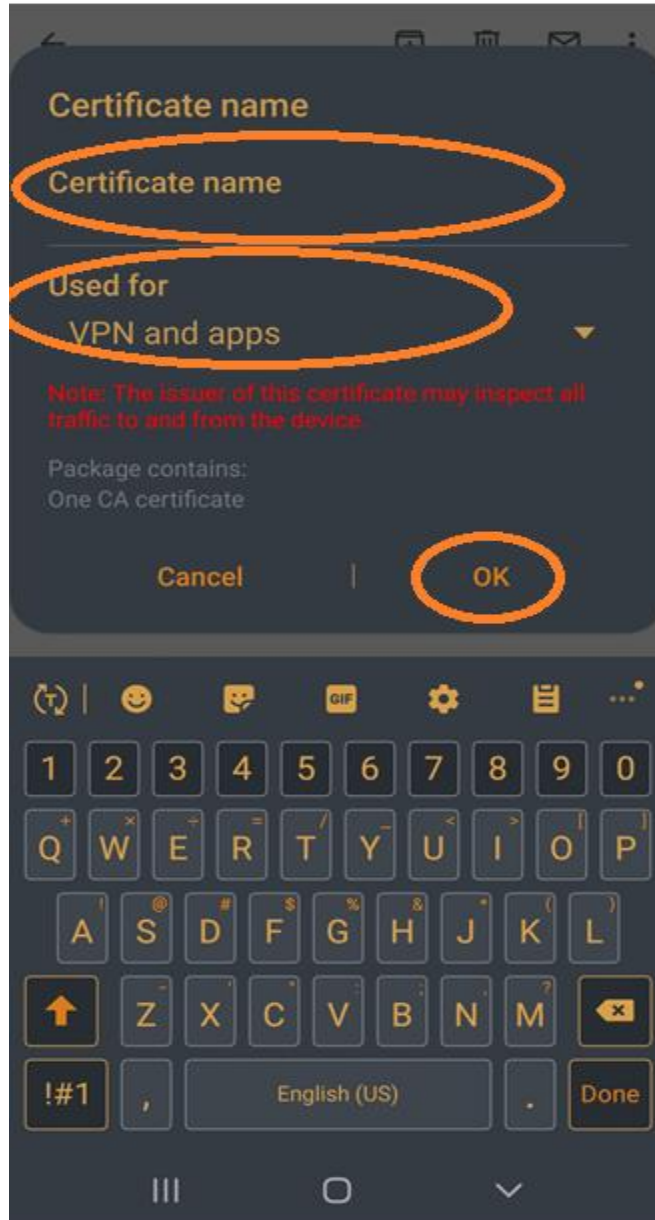 Certificate name
Certificate name
Used for
VPN and apps
Note: The issuer of this certificate may inspect all
traffic to and from the device.
Package contains:
One CA certificate
Cancel | OK
GIF
1 2 3 4 5 6 7 8 9 0
Q W E R T Y U I O P
A S D F G H J K L
Z X C V B N M
!#1 , English (US) . Done